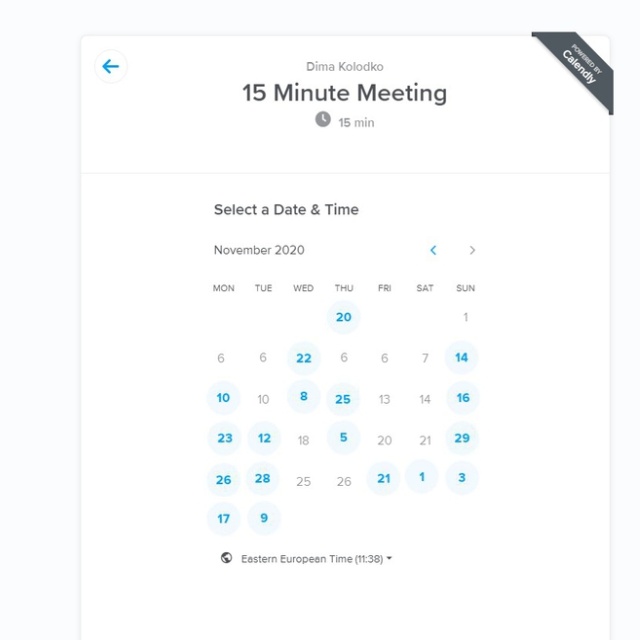 POWERED BY
Calendly
Dima Kolodko
15 Minute Meeting
15 min
Select a Date & Time
November 2020
MON TUE WED THU FRI SAT SUN
20 1
6 6 22 6 6 7 14
10 10 8 25 13 14 16
23 12 18 5 20 21 29
26 28 25 26 21 1 3
17 9
Eastern European Time (11:38)